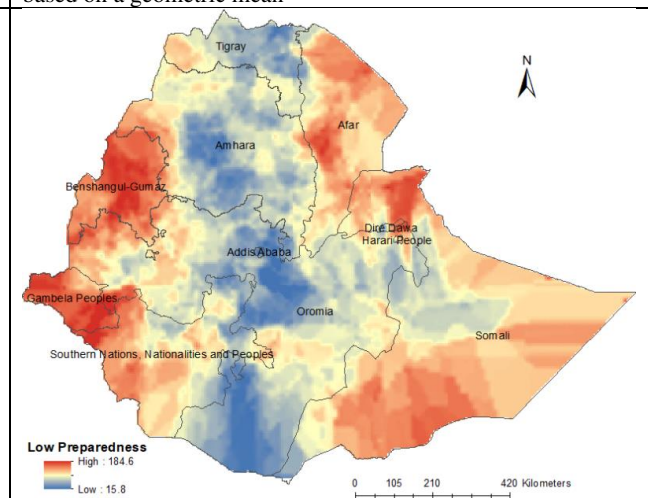 based on a geometric mean
Tigray
N
Afar
Amhara
Benshangul-Gumaz
Dire Dawa
Harari People
Addis Ababa
Gambela Peoples
Oromia
Somali
Southern Nations, Nationalities and Peoples
Low Preparedness
High : 184.6
Low : 15.8
0 105 210 420 Kilometers